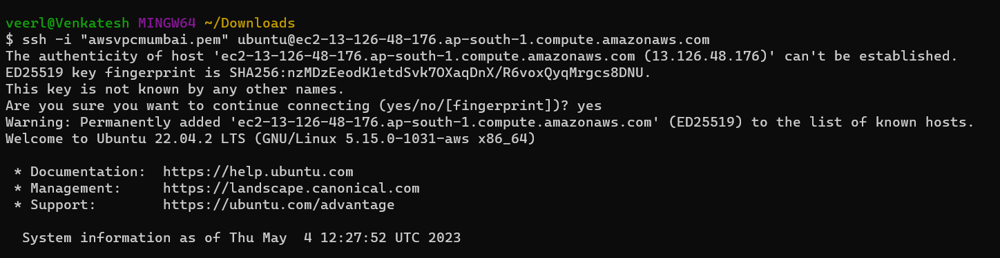 veerl@Venkatesh MINGW64 ~/Downloads
$ ssh -i "awsvpcmumbai.pem" ubuntu@ec2-13-126-48-176.ap-south-1.compute.amazonaws.com
The authenticity of host 'ec2-13-126-48-176.ap-south-1.compute.amazonaws.com (13.126.48.176)' can't be established.
ED25519 key fingerprint is SHA256:nzMDzEeodK1etdSvk7OXaqDnX/R6voxQyqMrgcs8DNU.
This key is not known by any other names.
Are you sure you want to continue connecting (yes/no/[fingerprint])? yes
Warning: Permanently added 'ec2-13-126-48-176.ap-south-1.compute.amazonaws.com' (ED25519) to the list of known hosts.
Welcome to Ubuntu 22.04.2 LTS (GNU/Linux 5.15.0-1031-aws x86_64)
* Documentation:  https://help.ubuntu.com
* Management:     https://landscape.canonical.com
* Support:        https://ubuntu.com/advantage
System information as of Thu May  4 12:27:52 UTC 2023